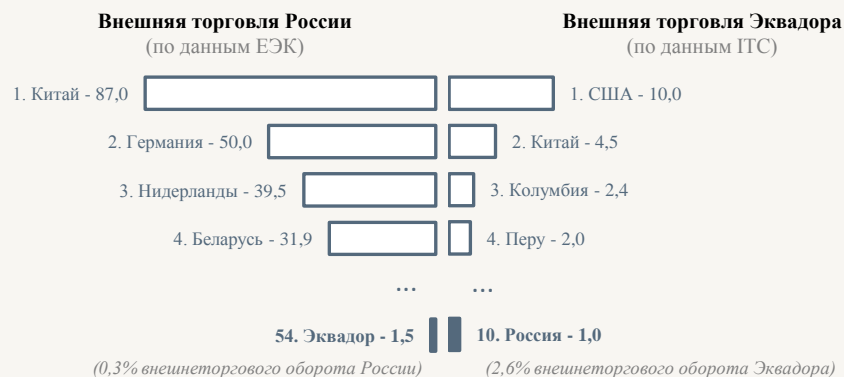 Внешняя торговля России
(по данным ЕЭК)
1. Китай - 87,0
2. Германия - 50,0
3. Нидерланды - 39,5
4. Беларусь - 31,9
...
54. Эквадор - 1,5
(0,3% внешнеторгового оборота России)
Внешняя торговля Эквадора
(по данным ITC)
1. США - 10,0
2. Китай - 4,5
3. Колумбия - 2,4
4. Перу - 2,0
...
10. Россия - 1,0
(2,6% внешнеторгового оборота Эквадора)